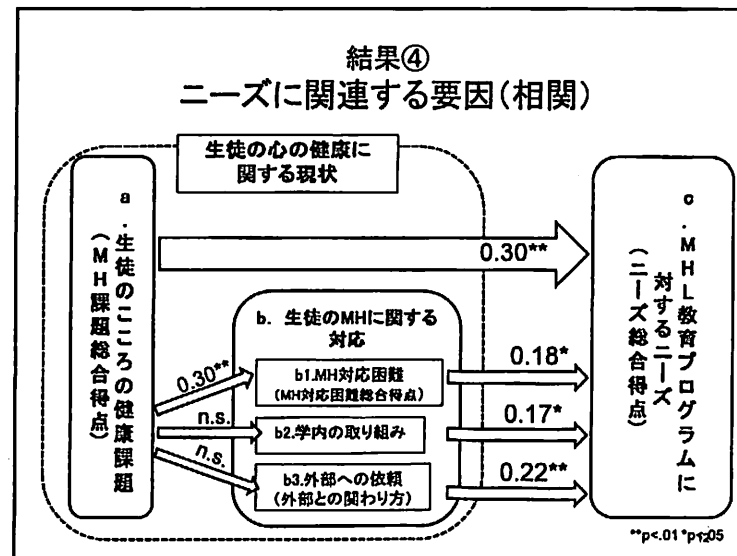 結果④
ニーズに関連する要因(相関)
生徒の心の健康に
関する現状
a.生徒のこころの健康課題
(MH課題総合得点)
0.30**
b. 生徒のMHに関する
対応
0.30**
b1.MH対応困難
(MH対応困難総合得点)
0.18*
n.s.
b2.学内の取り組み
0.17*
n.s.
b3.外部への依頼
(外部との関わり方)
0.22**
c.MHL教育プログラムに
対するニーズ
(ニーズ総合得点)
**p<.01 *p<.05